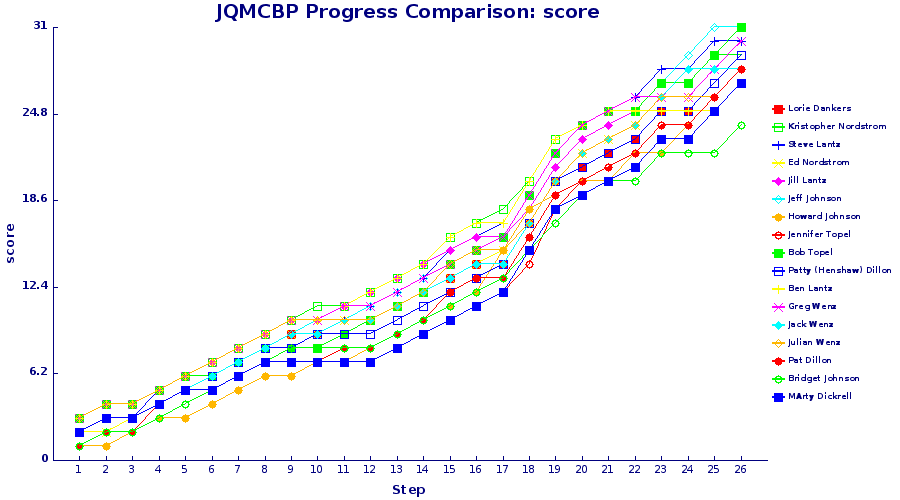 JQMCBP Progress Comparison: score
31
24.8
18.6
12.4
6.2
0
score
1 2 3 4 5 6 7 8 9 10 11 12 13 14 15 16 17 18 19 20 21 22 23 24 25 26
Step
Lorie Dankers
Kristopher Nordstrom
Steve Lantz
Ed Nordstrom
Jill Lantz
Jeff Johnson
Howard Johnson
Jennifer Topel
Bob Topel
Patty (Henshaw) Dillon
Ben Lantz
Greg Wenz
Jack Wenz
Julian Wenz
Pat Dillon
Bridget Johnson
MArty Dickrell